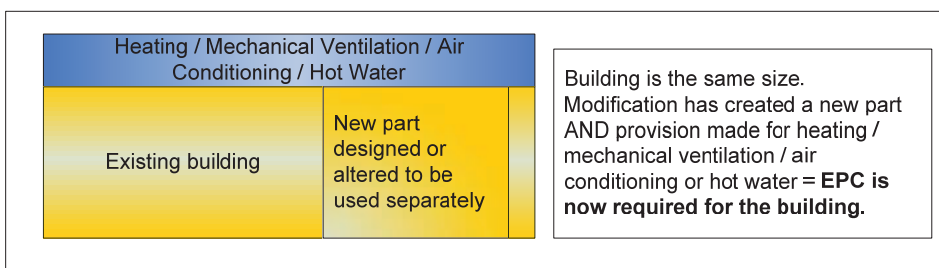 Heating / Mechanical Ventilation / Air
Conditioning / Hot Water
Existing building
New part
designed or
altered to be
used separately
Building is the same size.
Modification has created a new part
AND provision made for heating /
mechanical ventilation / air
conditioning or hot water = EPC is
now required for the building.